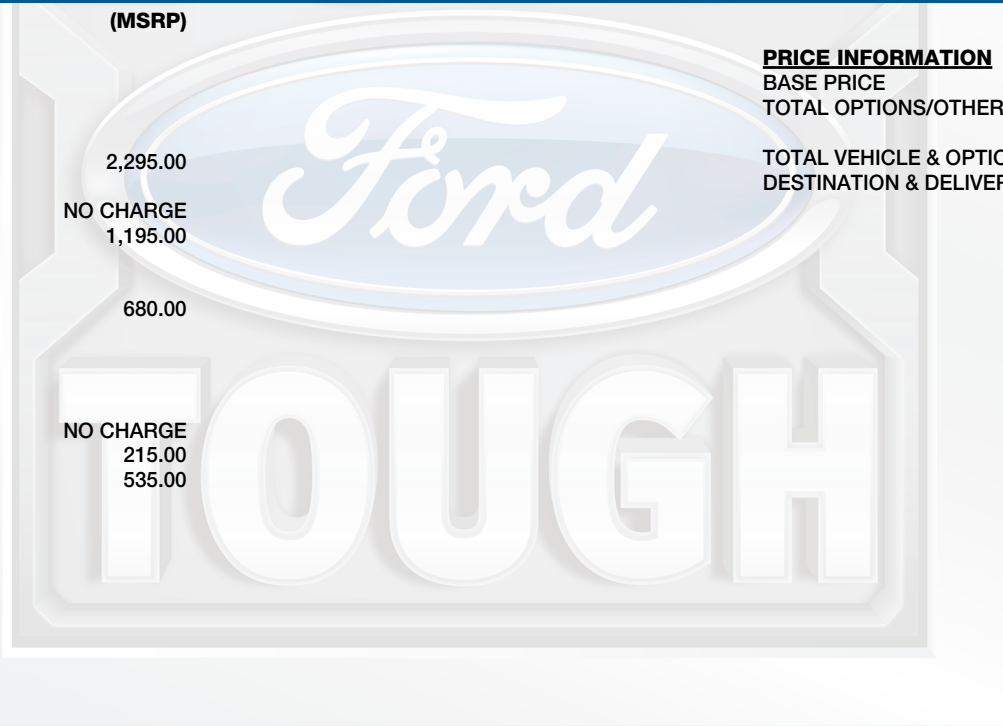 (MSRP)
2,295.00
NO CHARGE
1,195.00
680.00
NO CHARGE
215.00
535.00
PRICE INFORMATION
BASE PRICE
TOTAL OPTIONS/OTHER
TOTAL VEHICLE & OPTIO
DESTINATION & DELIVER
Ford
TOUGH